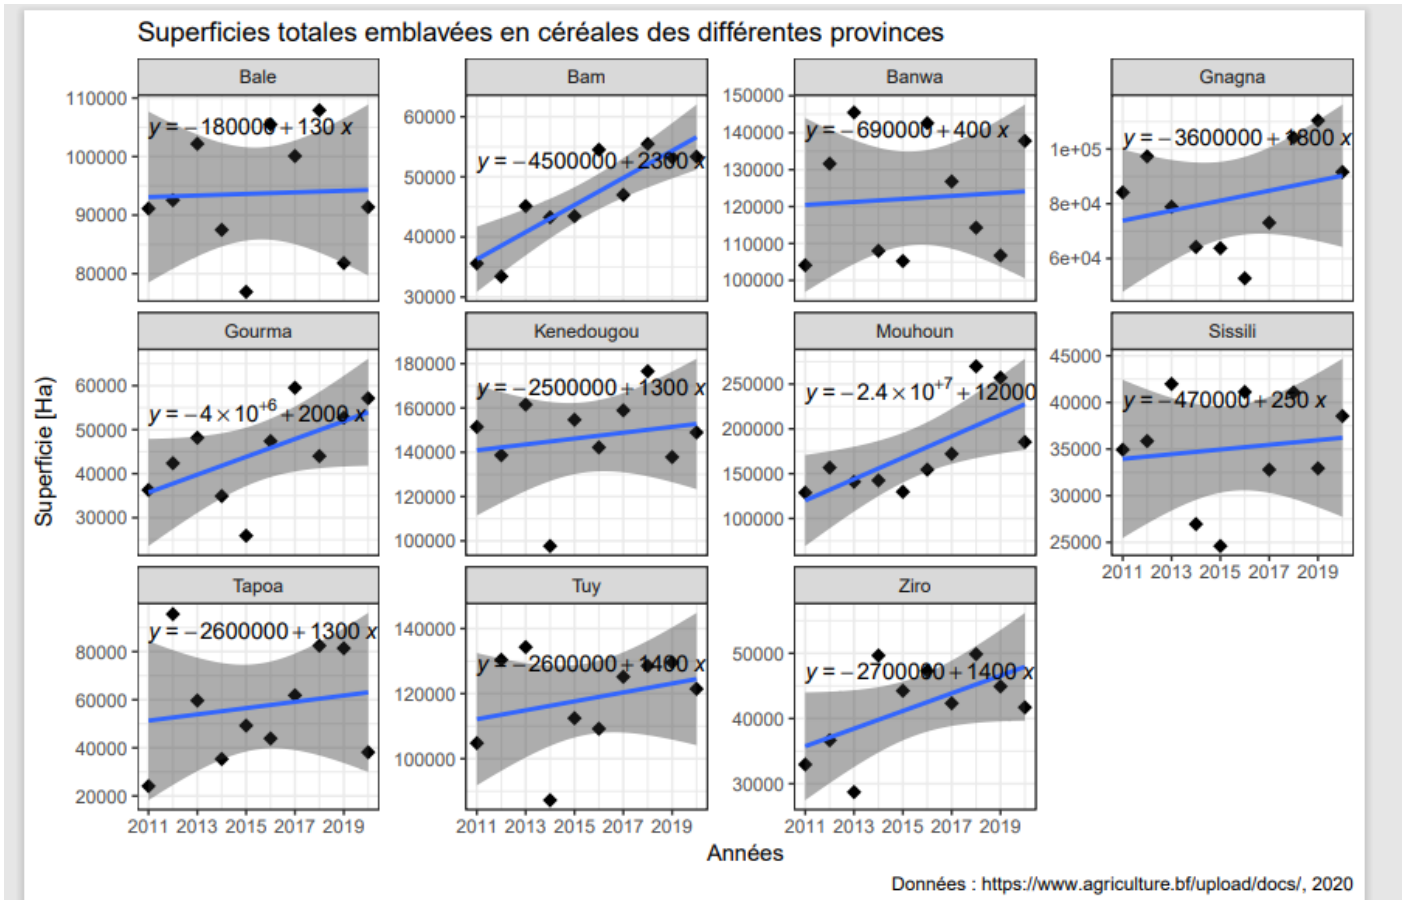 Superficies totales emblavées en céréales des différentes provinces
Bale
Bam
Banwa
Gnagna
110000
100000
90000
80000
y = −180000 + 130 x
60000
50000
40000
30000
y = −4500000 + 2300 x
150000
140000
130000
120000
110000
100000
y = −690000 + 400 x
1e+05
8e+04
6e+04
y = −3600000 + 1800 x
Gourma
Kenedougou
Mouhoun
Sissili
60000
50000
40000
30000
y = −4 × 10⁺⁶ + 2000 x
180000
160000
140000
120000
100000
y = −2500000 + 1300 x
250000
200000
150000
100000
y = −2.4 × 10⁺⁷ + 12000
45000
40000
35000
30000
25000
y = −470000 + 250 x
2011 2013 2015 2017 2019
Tapoa
Tuy
Ziro
80000
60000
40000
20000
y = −2600000 + 1300 x
2011 2013 2015 2017 2019
140000
120000
100000
y = −2600000 + 1400 x
2011 2013 2015 2017 2019
50000
40000
30000
y = −2700000 + 1400 x
2011 2013 2015 2017 2019
Superficie [Ha]
Années
Données : https://www.agriculture.bf/upload/docs/, 2020